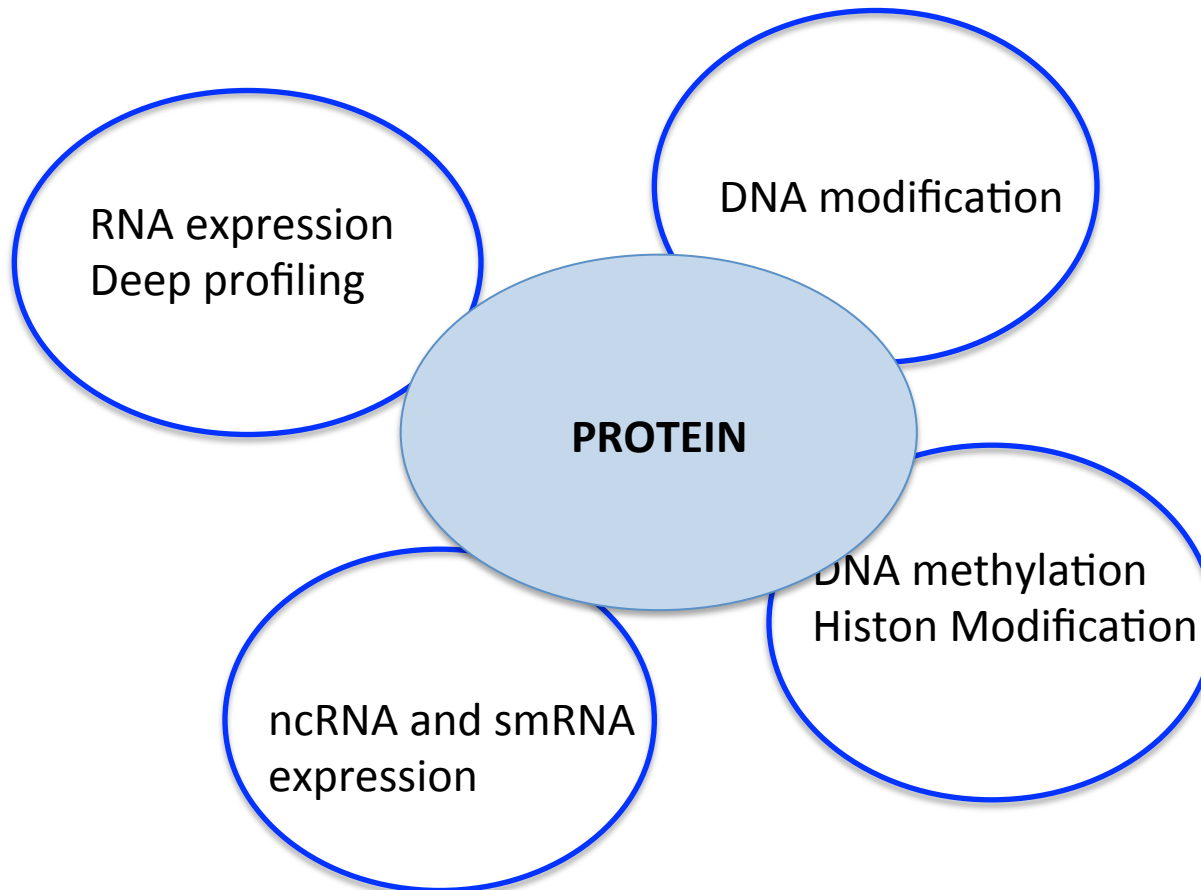 RNA expression
Deep profiling
DNA modification
PROTEIN
DNA methylation
Histon Modification
ncRNA and smRNA
expression